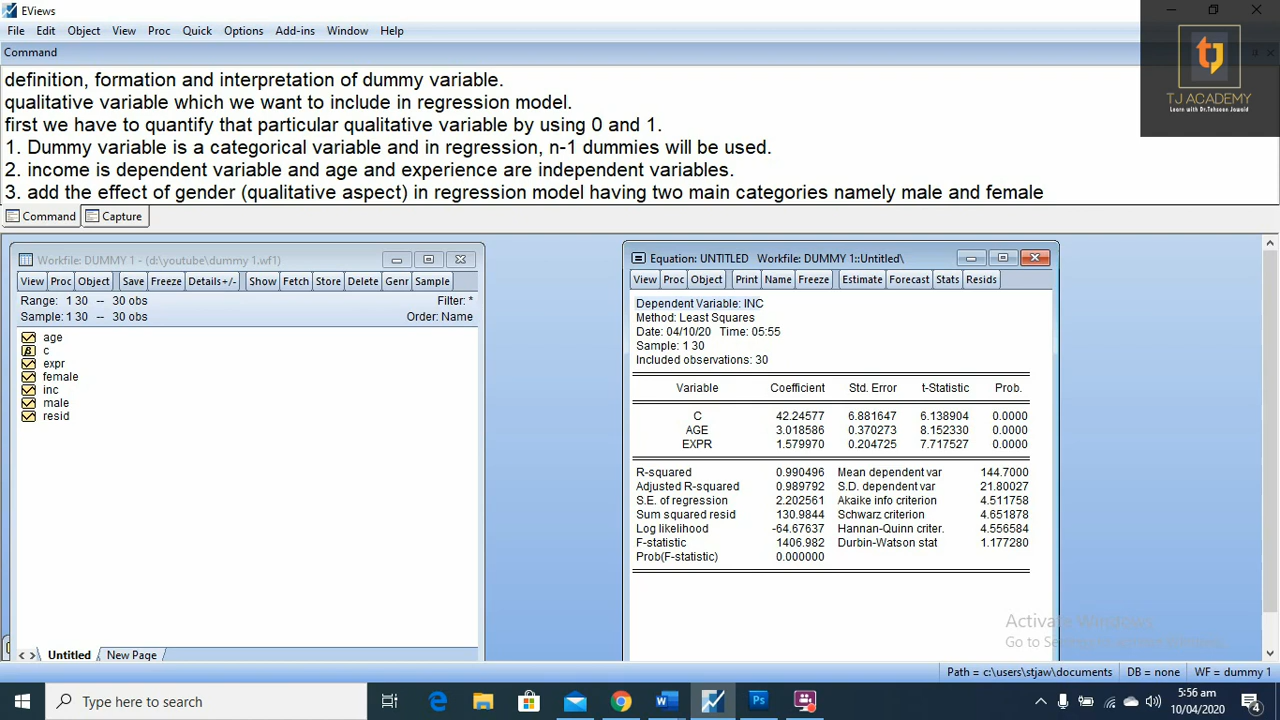 EViews
File Edit Object View Proc Quick Options Add-ins Window Help
Command
definition, formation and interpretation of dummy variable.
qualitative variable which we want to include in regression model.
first we have to quantify that particular qualitative variable by using 0 and 1.
1. Dummy variable is a categorical variable and in regression, n-1 dummies will be used.
2. income is dependent variable and age and experience are independent variables.
3. add the effect of gender (qualitative aspect) in regression model having two main categories namely male and female
tj
TJ ACADEMY
Learn with Dr.Tehseen Jawaid
Command Capture
Workfile: DUMMY 1 - (d:\youtube\dummy 1.wf1)
View Proc Object Save Freeze Details+/- Show Fetch Store Delete Genr Sample
Range: 1 30 -- 30 obs Filter: *
Sample: 1 30 -- 30 obs Order: Name
age
c
expr
female
inc
male
resid
Untitled New Page
Equation: UNTITLED Workfile: DUMMY 1::Untitled\
View Proc Object Print Name Freeze Estimate Forecast Stats Resids
Dependent Variable: INC
Method: Least Squares
Date: 04/10/20 Time: 05:55
Sample: 1 30
Included observations: 30
Variable Coefficient Std. Error t-Statistic Prob.
C 42.24577 6.881647 6.138904 0.0000
AGE 3.018586 0.370273 8.152330 0.0000
EXPR 1.579970 0.204725 7.717527 0.0000
R-squared 0.990496 Mean dependent var 144.7000
Adjusted R-squared 0.989792 S.D. dependent var 21.80027
S.E. of regression 2.202561 Akaike info criterion 4.511758
Sum squared resid 130.9844 Schwarz criterion 4.651878
Log likelihood -64.67637 Hannan-Quinn criter. 4.556584
F-statistic 1406.982 Durbin-Watson stat 1.177280
Prob(F-statistic) 0.000000
Activate Windows
Go to Settings to activate Windows.
Path = c:\users\stjaw\documents DB = none WF = dummy 1
Type here to search
5:56 am
10/04/2020
4